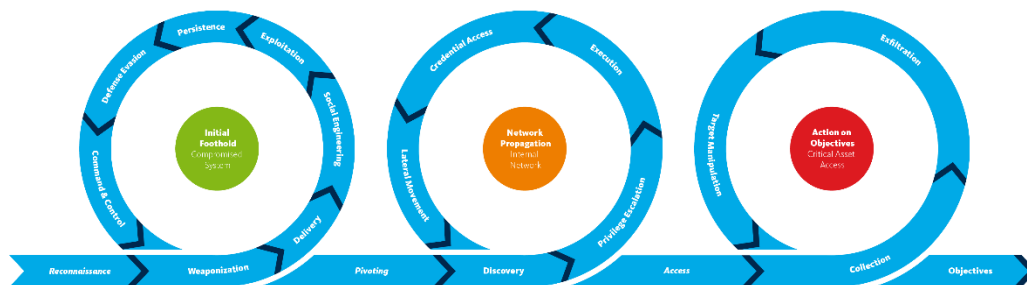 Persistence
Defense Evasion
Exploitation
Social Engineering
Command & Control
Delivery
Initial
Foothold
Compromised
System
Credential Access
Execution
Lateral Movement
Privilege Escalation
Network
Propagation
Internal
Network
Exfiltration
Target Manipulation
Action on
Objectives
Critical Asset
Access
Reconnaissance
Weaponization
Pivoting
Discovery
Access
Collection
Objectives